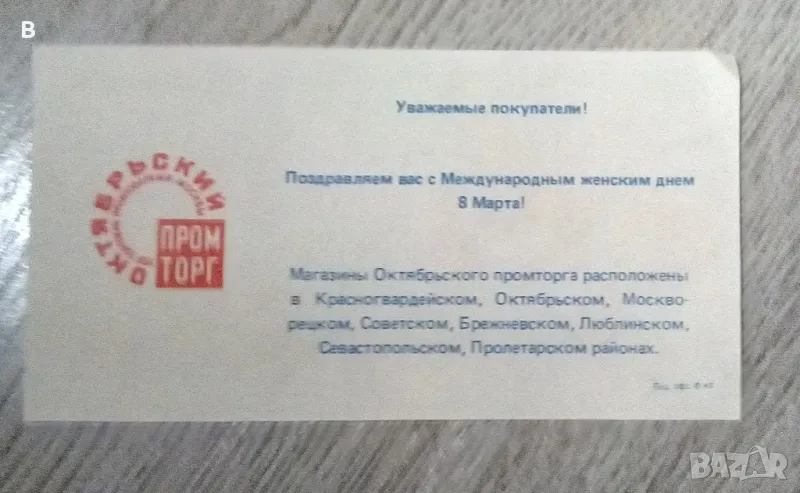 В
Уважаемые покупатели!
Поздравляем вас с Международным женским днем
8 Марта!
ОКТЯБРЬСКИЙ
ПРОМ
ТОРГ
Магазины Октябрьского промторга расположены
в Красногвардейском, Октябрьском, Москво-
рецком, Советском, Брежневском, Люблинском,
Севастопольском, Пролетарском районах.
BAZAR